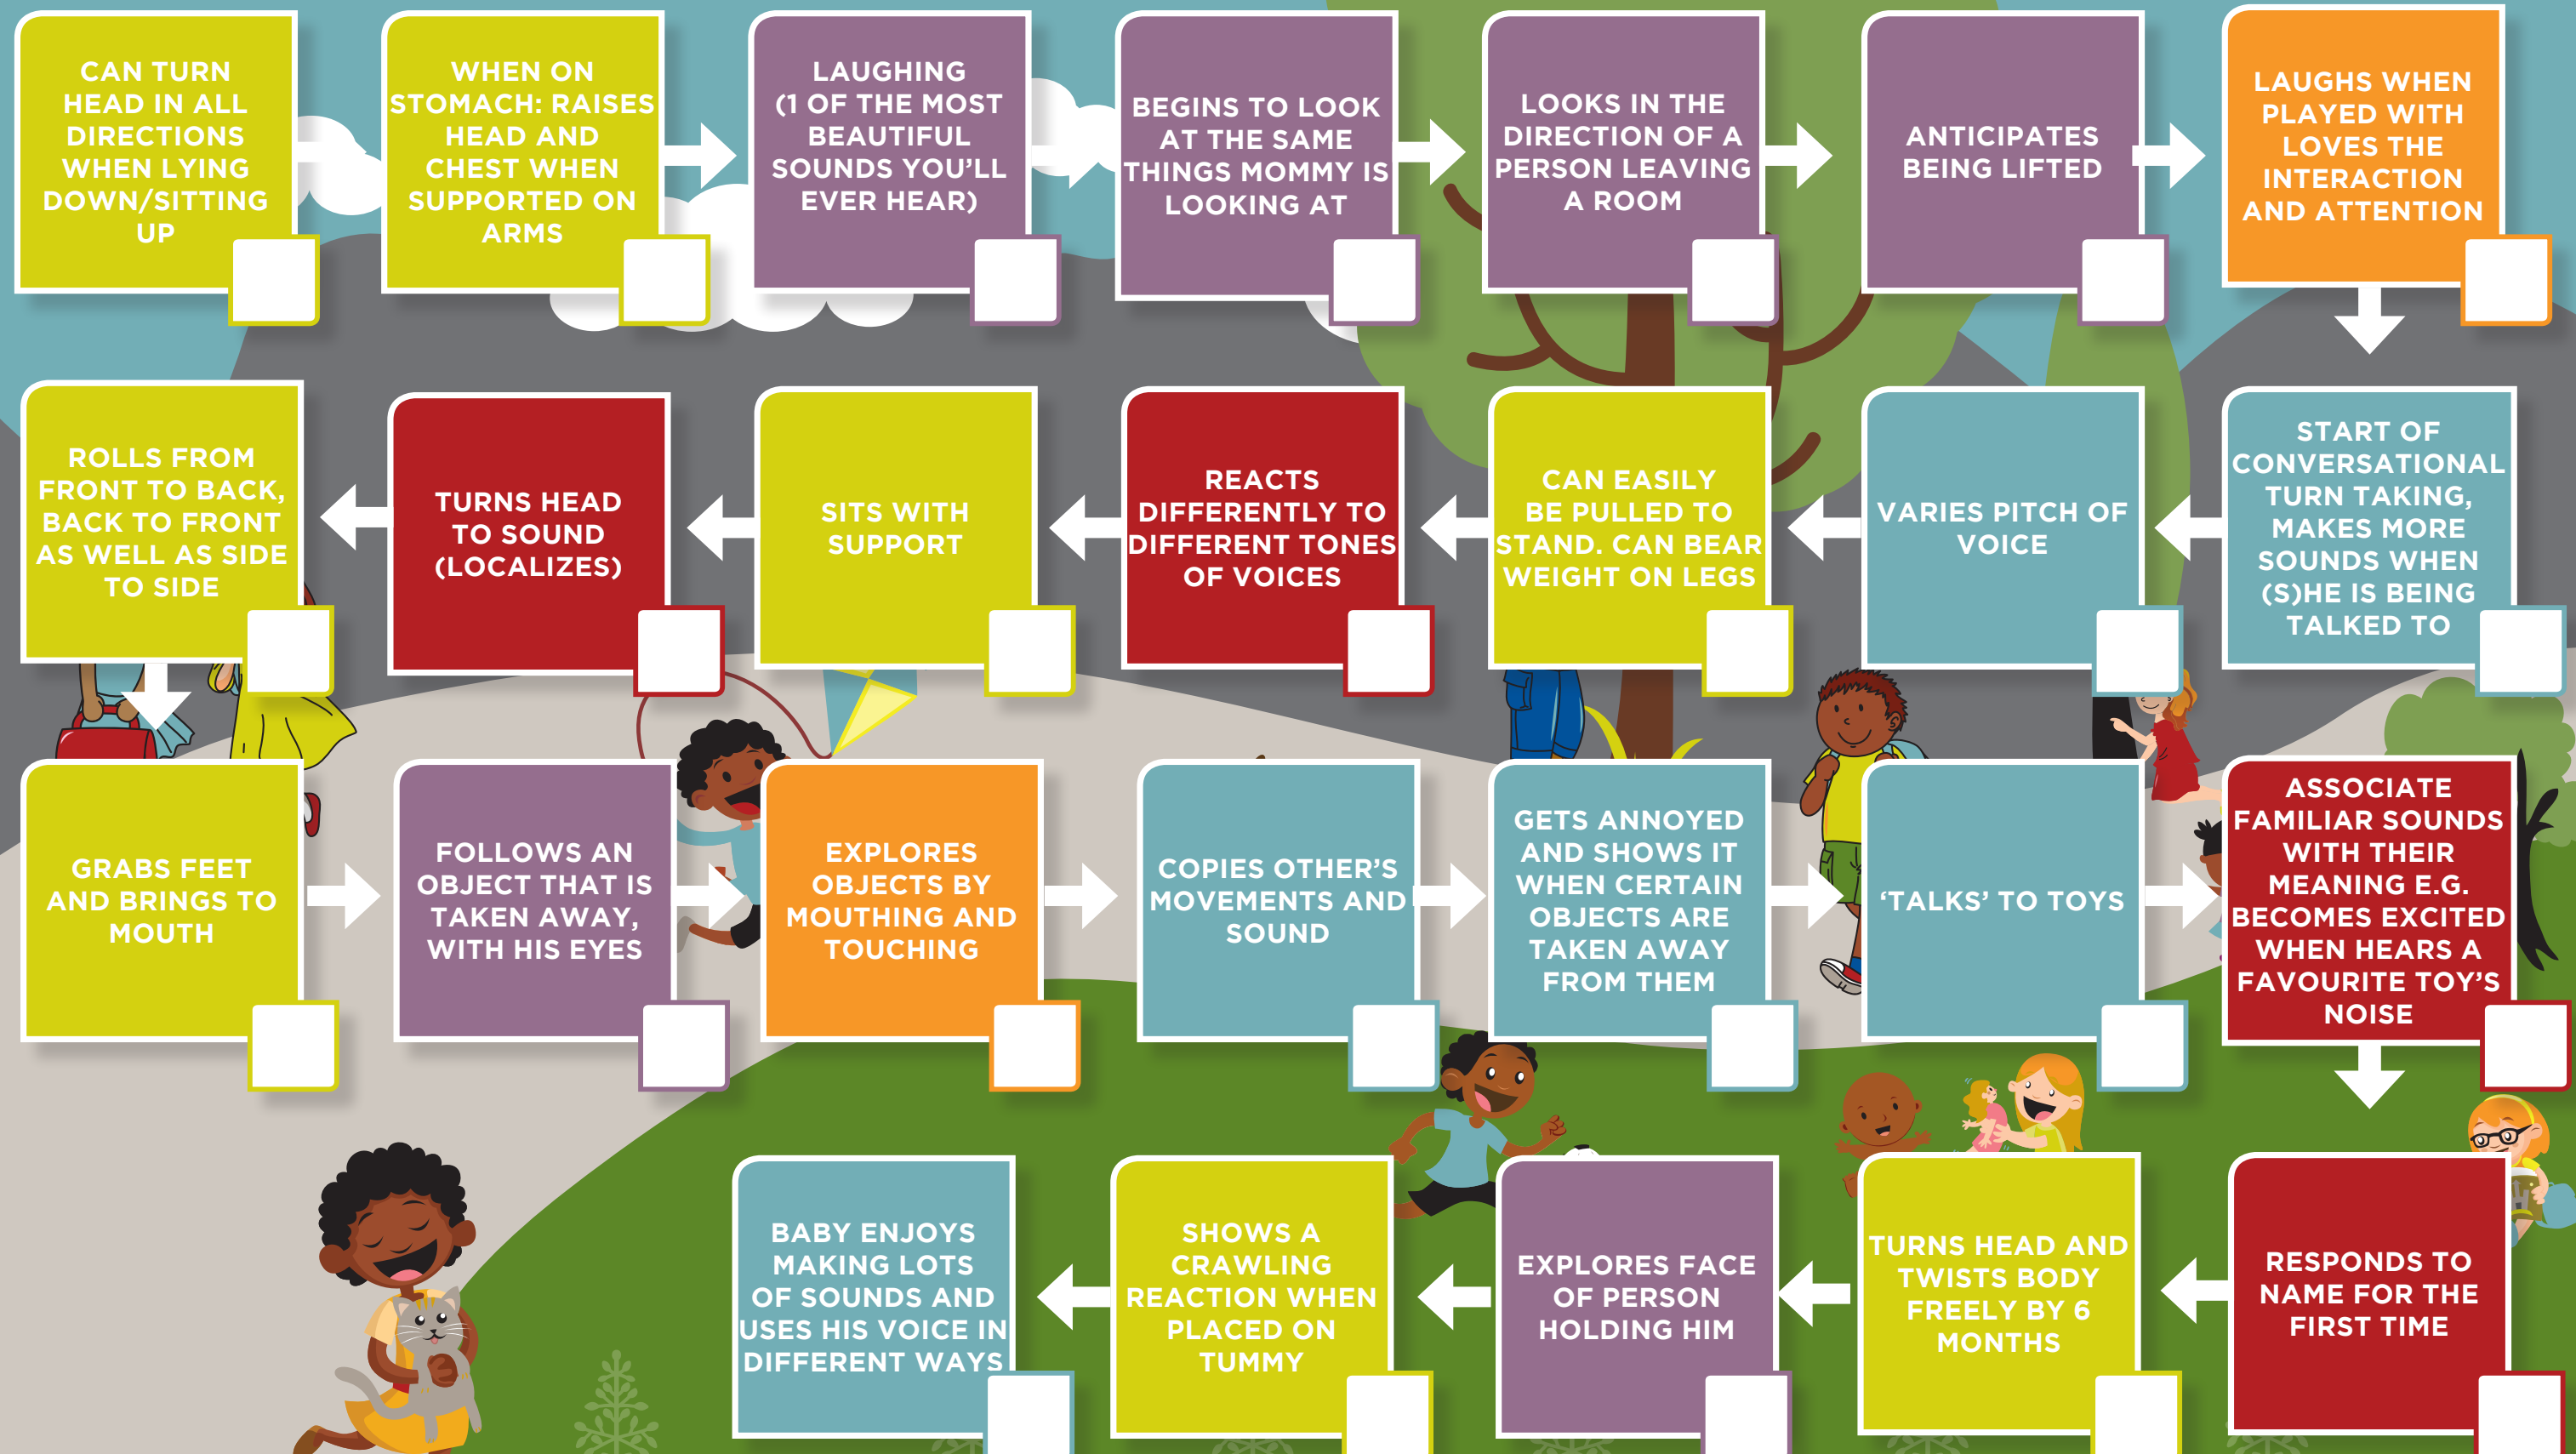 CAN TURN
HEAD IN ALL
DIRECTIONS
WHEN LYING
DOWN/SITTING
UP
WHEN ON
STOMACH: RAISES
HEAD AND
CHEST WHEN
SUPPORTED ON
ARMS
LAUGHING
(1 OF THE MOST
BEAUTIFUL
SOUNDS YOU'LL
EVER HEAR)
BEGINS TO LOOK
AT THE SAME
THINGS MOMMY IS
LOOKING AT
LOOKS IN THE
DIRECTION OF A
PERSON LEAVING
A ROOM
ANTICIPATES
BEING LIFTED
LAUGHS WHEN
PLAYED WITH
LOVES THE
INTERACTION
AND ATTENTION
START OF
CONVERSATIONAL
TURN TAKING,
MAKES MORE
SOUNDS WHEN
(S)HE IS BEING
TALKED TO
VARIES PITCH OF
VOICE
CAN EASILY
BE PULLED TO
STAND. CAN BEAR
WEIGHT ON LEGS
REACTS
DIFFERENTLY TO
DIFFERENT TONES
OF VOICES
SITS WITH
SUPPORT
TURNS HEAD
TO SOUND
(LOCALIZES)
ROLLS FROM
FRONT TO BACK,
BACK TO FRONT
AS WELL AS SIDE
TO SIDE
GRABS FEET
AND BRINGS TO
MOUTH
FOLLOWS AN
OBJECT THAT IS
TAKEN AWAY,
WITH HIS EYES
EXPLORES
OBJECTS BY
MOUTHING AND
TOUCHING
COPIES OTHER'S
MOVEMENTS AND
SOUND
GETS ANNOYED
AND SHOWS IT
WHEN CERTAIN
OBJECTS ARE
TAKEN AWAY
FROM THEM
'TALKS' TO TOYS
ASSOCIATE
FAMILIAR SOUNDS
WITH THEIR
MEANING E.G.
BECOMES EXCITED
WHEN HEARS A
FAVOURITE TOY'S
NOISE
RESPONDS TO
NAME FOR THE
FIRST TIME
TURNS HEAD AND
TWISTS BODY
FREELY BY 6
MONTHS
EXPLORES FACE
OF PERSON
HOLDING HIM
SHOWS A
CRAWLING
REACTION WHEN
PLACED ON
TUMMY
BABY ENJOYS
MAKING LOTS
OF SOUNDS AND
USES HIS VOICE IN
DIFFERENT WAYS